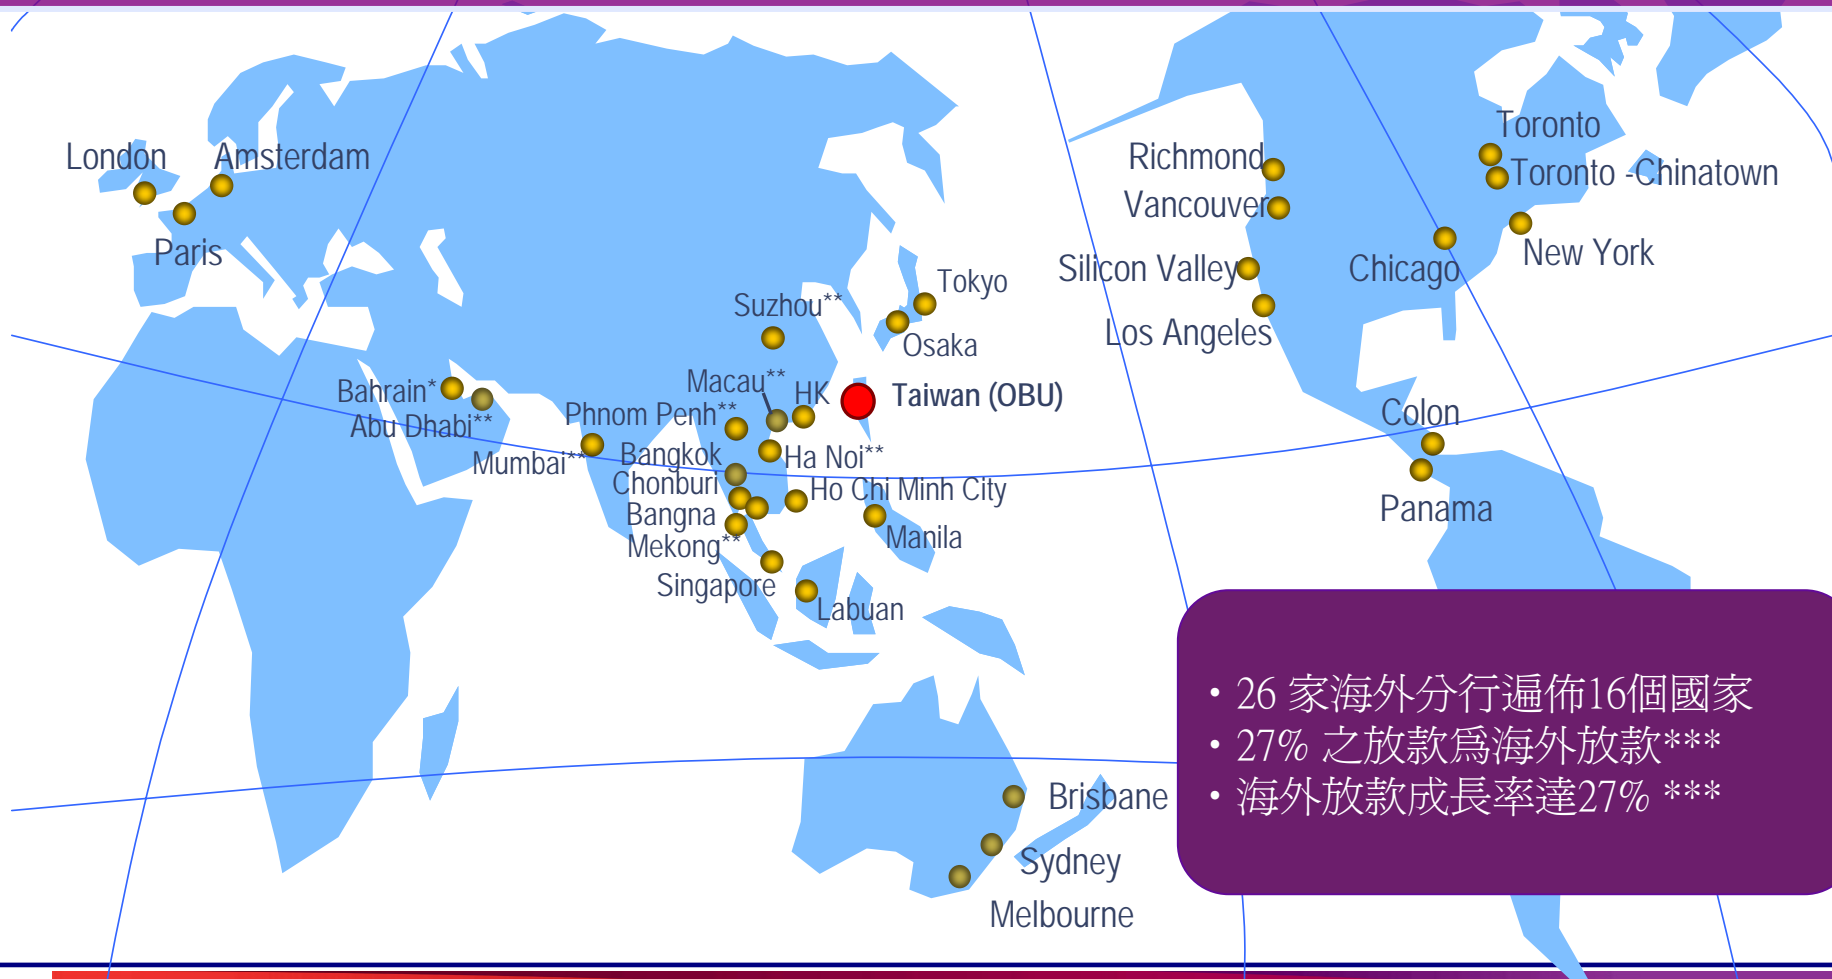 Toronto
London
Amsterdam
Richmond
Toronto -Chinatown
Vancouver
Paris
New York
Silicon Valley
Chicago
Tokyo
Suzhou**
Los Angeles
Osaka
Macau**
HK
Taiwan (OBU)
Bahrain*
Phnom Penh**
Colon
Abu Dhabi**
Bangkok
Ha Noi**
Mumbai**
Chonburi
Ho Chi Minh City
Bangna
Panama
Manila
Mekong**
Singapore
Labuan
•26 家海外分行遍佈16個國家
•27% 之放款爲海外放款***
•海外放款成長率達27% ***
Brisbane
Sydney
Melbourne